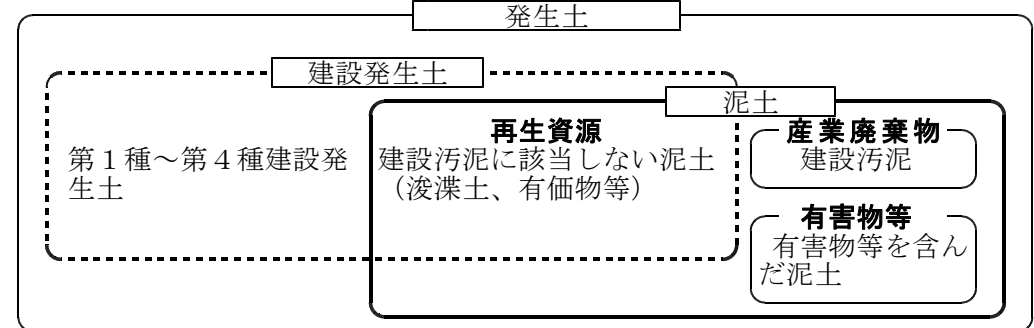 発生土
建設発生土
泥土
第１種～第４種建設発
生土
再生資源
建設汚泥に該当しない泥土
（浚渫土、有価物等）
産業廃棄物
建設汚泥
有害物等
有害物等を含ん
だ泥土